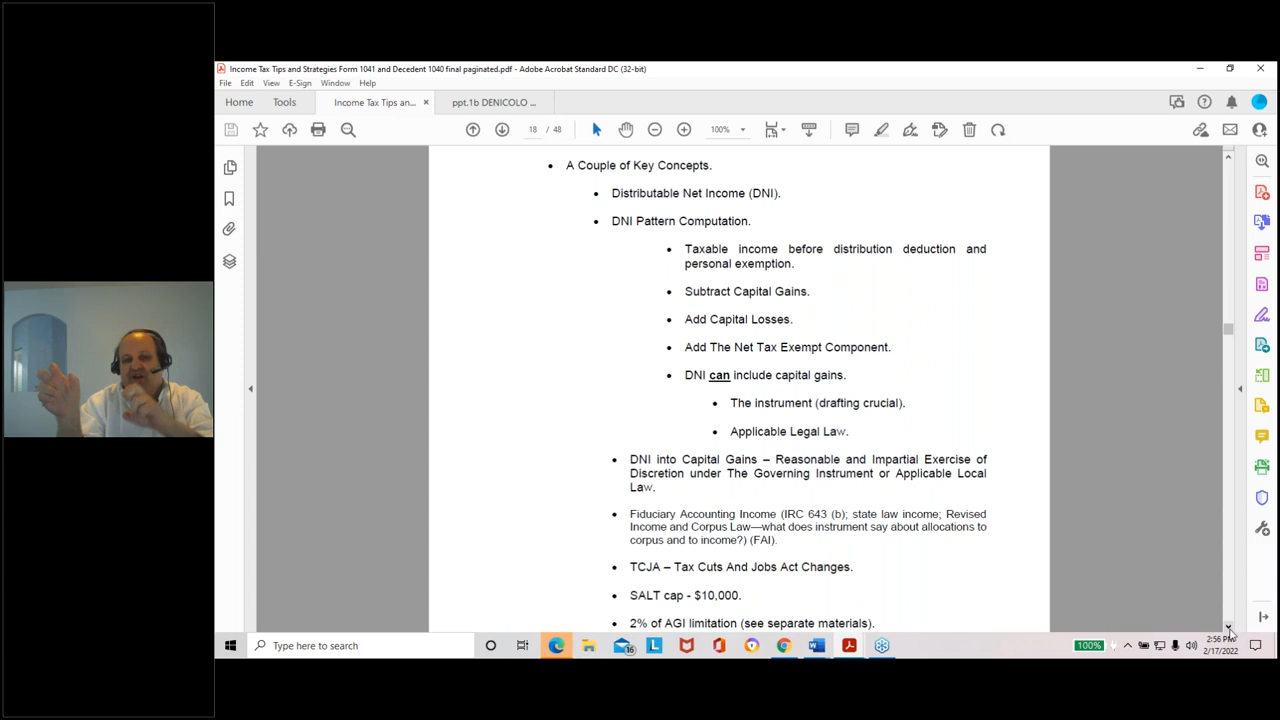 Income Tax Tips and Strategies Form 1041 and Decedent 1040 final paginated.pdf - Adobe Acrobat Standard DC (32-bit)
File Edit View E-Sign Window Help
Home Tools Income Tax Tips an... × ppt.1b DENICOLO ...
18 / 48 100%
• A Couple of Key Concepts.
• Distributable Net Income (DNI).
• DNI Pattern Computation.
• Taxable income before distribution deduction and
personal exemption.
• Subtract Capital Gains.
• Add Capital Losses.
• Add The Net Tax Exempt Component.
• DNI can include capital gains.
• The instrument (drafting crucial).
• Applicable Legal Law.
• DNI into Capital Gains – Reasonable and Impartial Exercise of
Discretion under The Governing Instrument or Applicable Local
Law.
• Fiduciary Accounting Income (IRC 643 (b); state law income; Revised
Income and Corpus Law—what does instrument say about allocations to
corpus and to income?) (FAI).
• TCJA – Tax Cuts And Jobs Act Changes.
• SALT cap - $10,000.
• 2% of AGI limitation (see separate materials).
Type here to search
16
100%
2:56 PM
2/17/2022